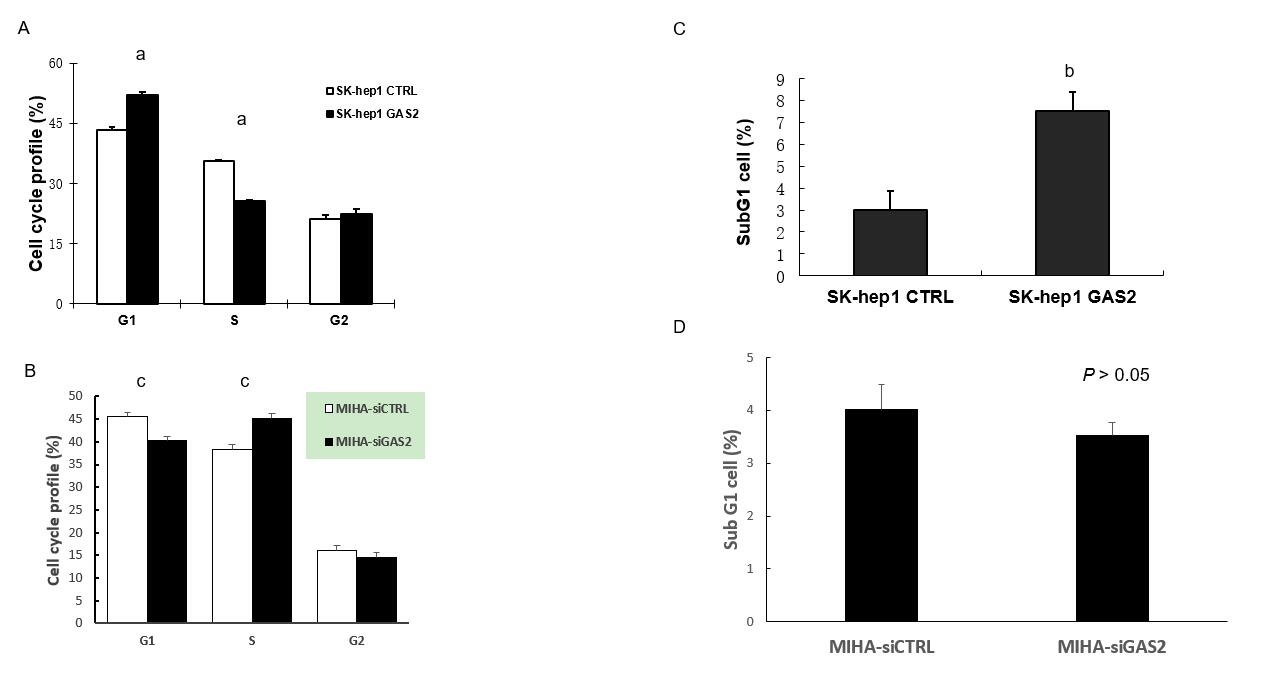 A
a
a
60
45
30
15
0
Cell cycle profile (%)
SK-hep1 CTRL
SK-hep1 GAS2
G1
S
G2
B
c
c
50
45
40
35
30
25
20
15
10
5
0
Cell cycle profile (%)
MIHA-siCTRL
MIHA-siGAS2
G1
S
G2
C
b
9
8
7
6
5
4
3
2
1
0
SubG1 cell (%)
SK-hep1 CTRL
SK-hep1 GAS2
D
P > 0.05
5
4
3
2
1
0
Sub G1 cell (%)
MIHA-siCTRL
MIHA-siGAS2